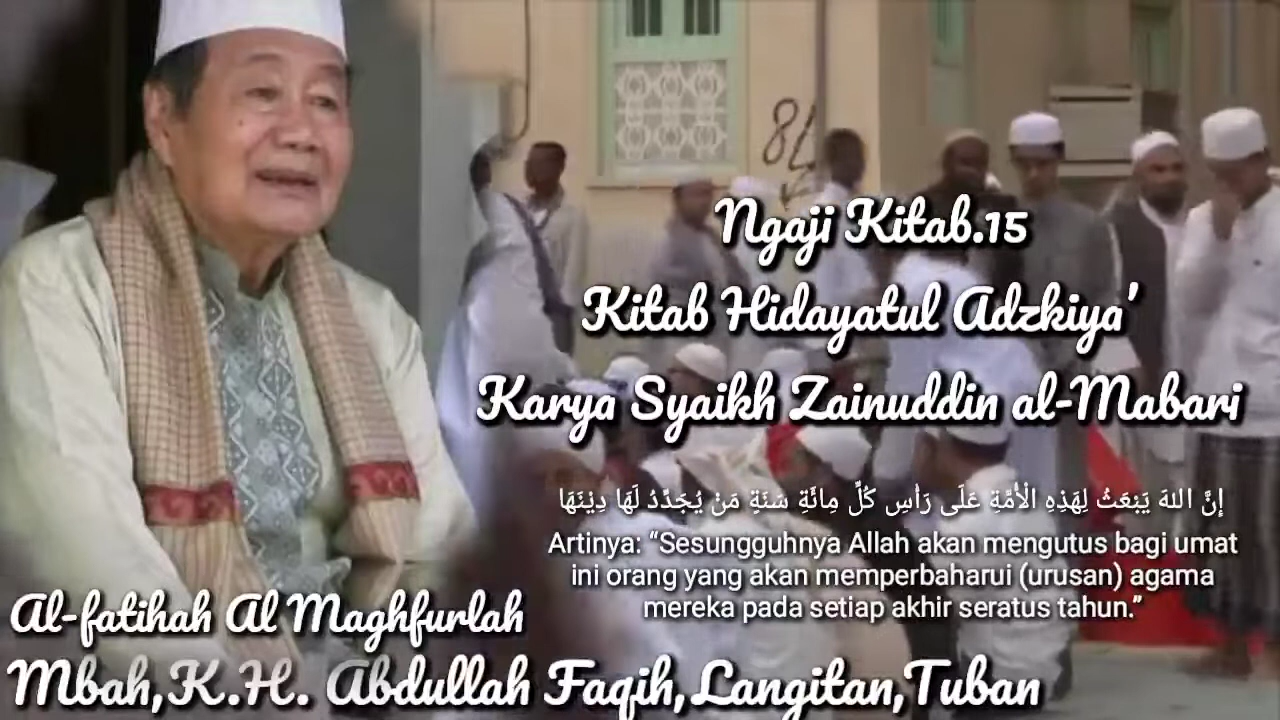 84
Ngaji Kitab.15
Kitab Hidayatul Adzkiya'
Karya Syaikh Zainuddin al-Mabari
إِنَّ اللهَ يَبْعَثُ لِهَذِهِ الْأُمَّةِ عَلَى رَأْسِ كُلِّ مِائَةِ سَنَةٍ مَنْ يُجَدِّدُ لَهَا دِيْنَهَا
Artinya: “Sesungguhnya Allah akan mengutus bagi umat
ini orang yang akan memperbaharui (urusan) agama
mereka pada setiap akhir seratus tahun.”
Al-fatihah Al Maghfurlah
Mbah,K.H. Abdullah Faqih,Langitan,Tuban